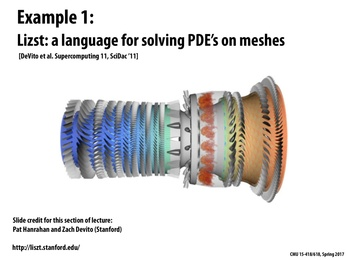 Example 1:
Lizst: a language for solving PDE's on meshes
[DeVito et al. Supercomputing 11, SciDac '11]
Slide credit for this section of lecture:
Pat Hanrahan and Zach Devito (Stanford)
http://liszt.stanford.edu/
CMU 15-418/618, Spring 2017